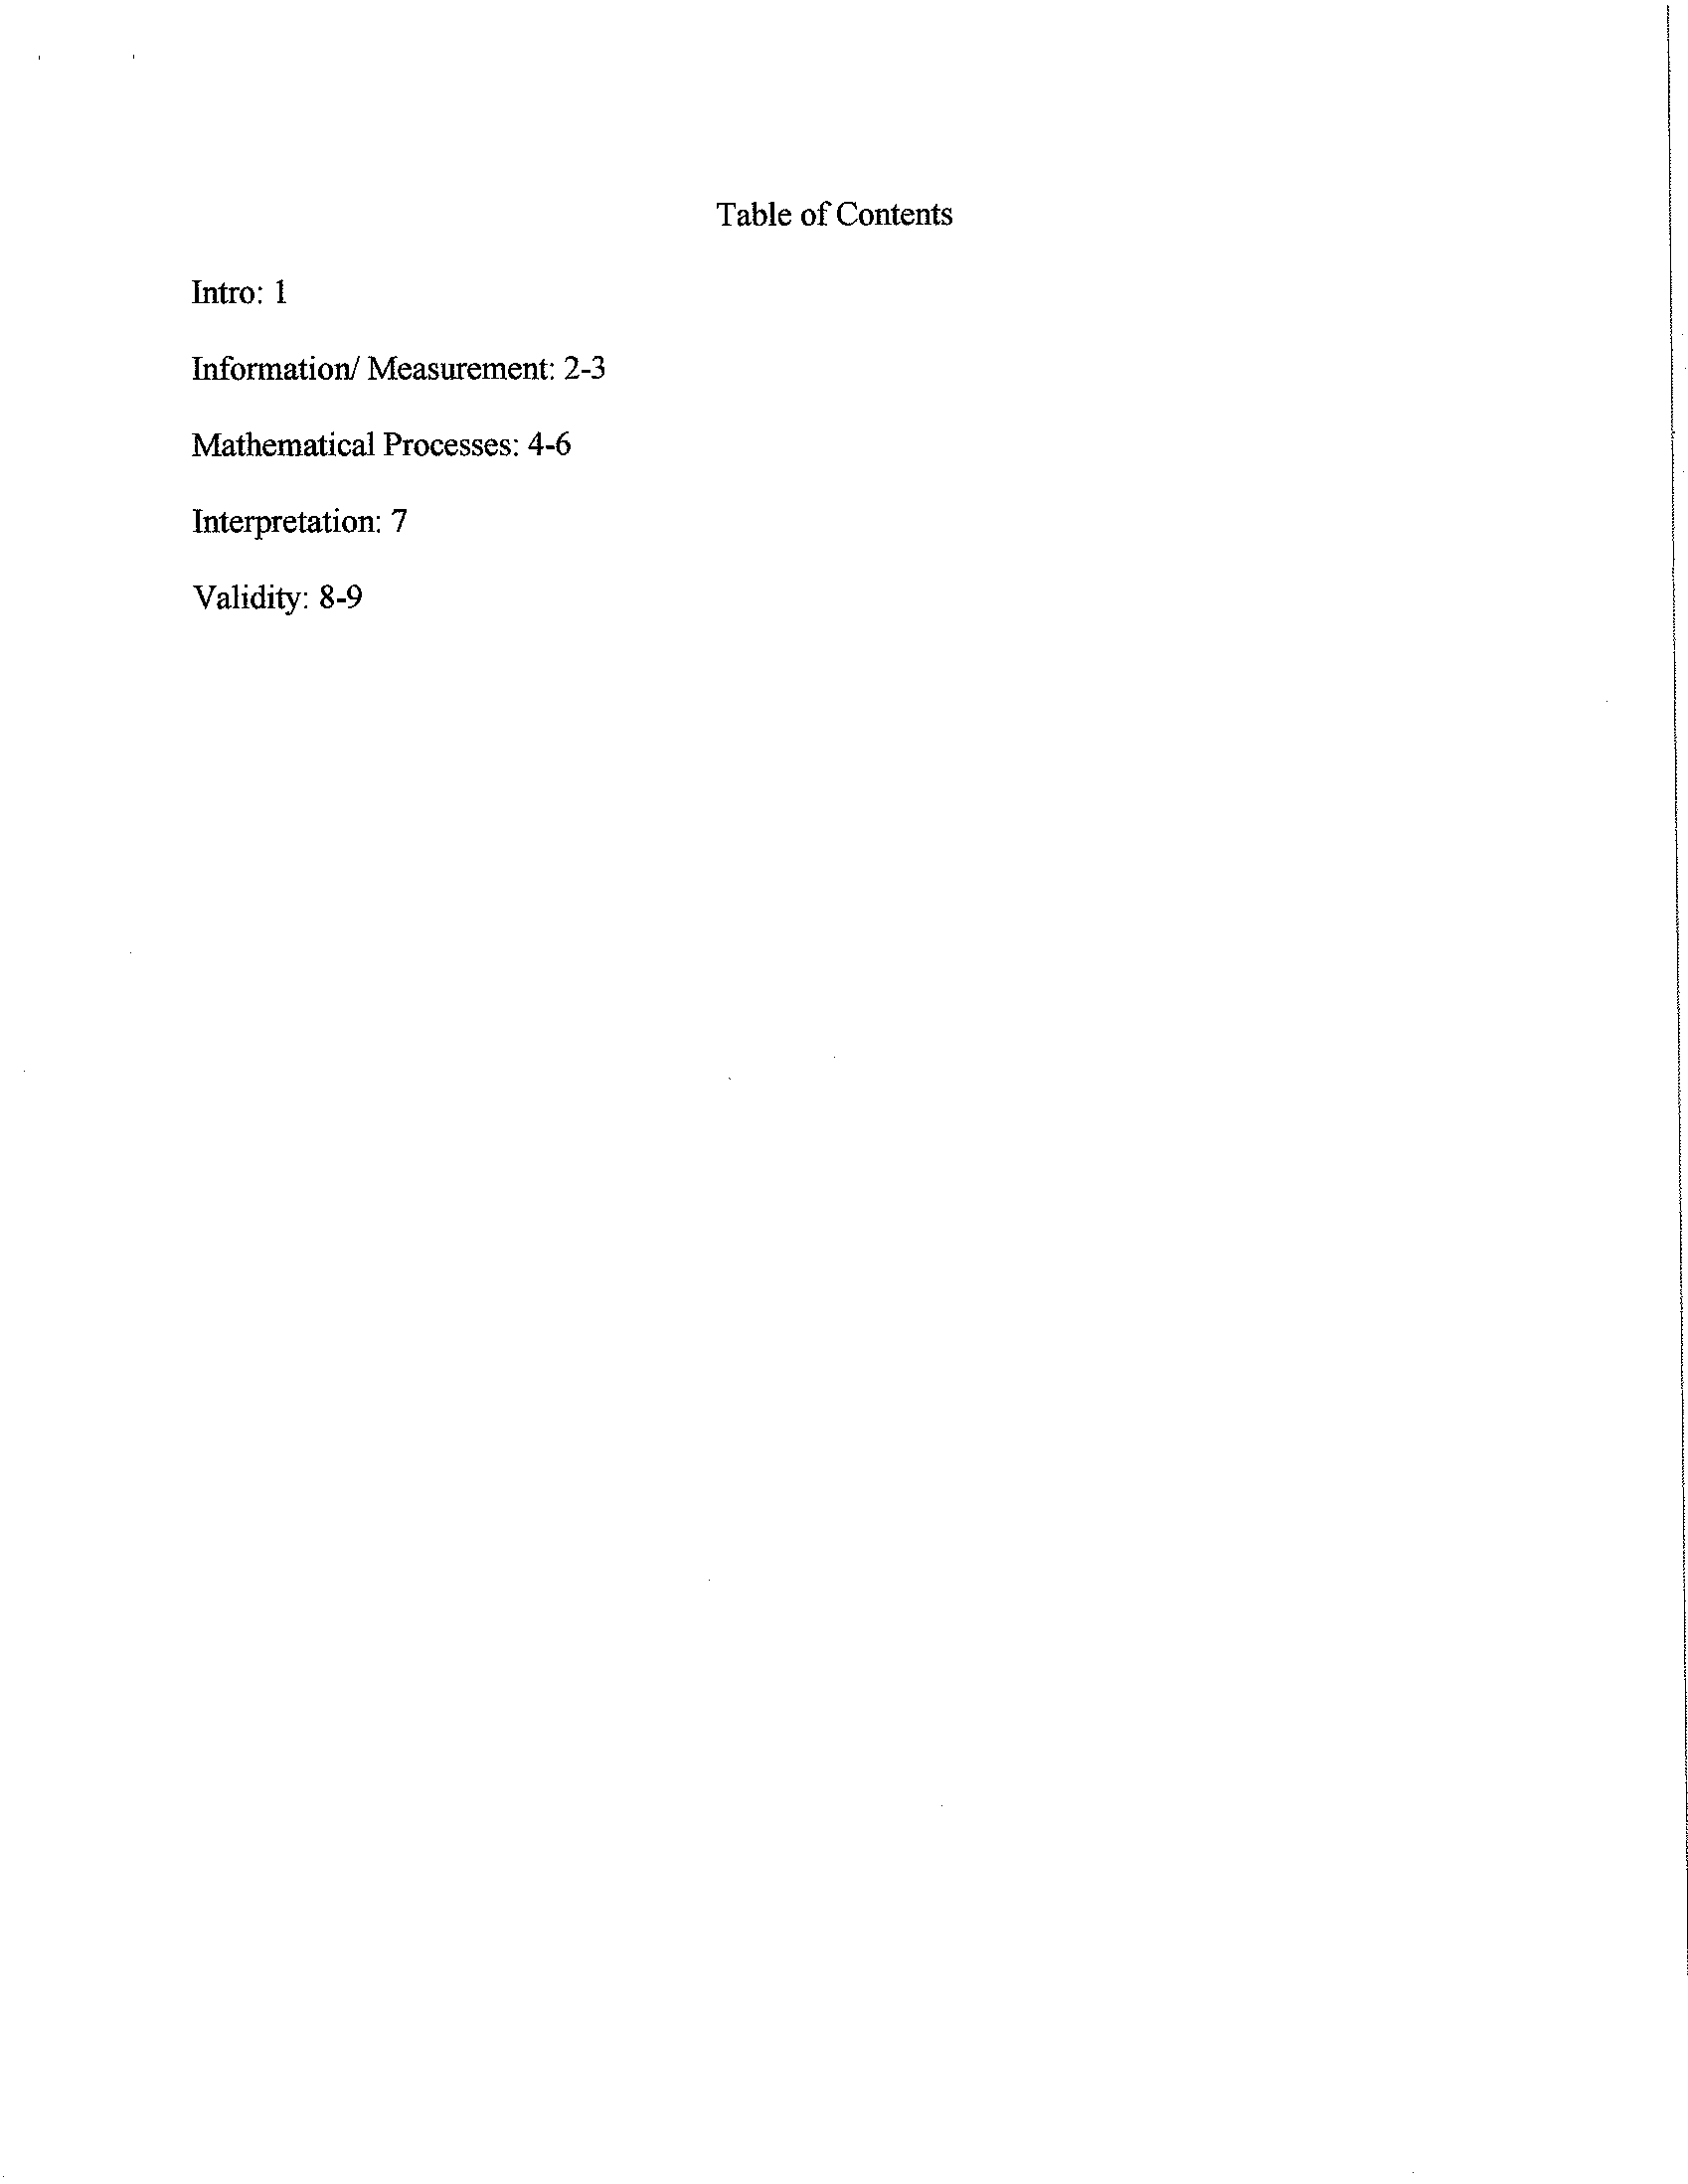 Table of Contents
Intro: 1
Information/ Measurement: 2-3
Mathematical Processes: 4-6
Interpretation: 7
Validity: 8-9